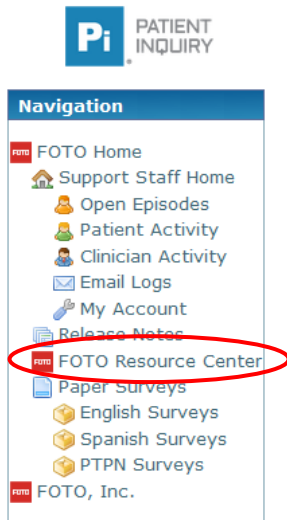 Pi PATIENT
INQUIRY
Navigation
FOTO FOTO Home
Support Staff Home
Open Episodes
Patient Activity
Clinician Activity
Email Logs
My Account
Release Notes
FOTO FOTO Resource Center
Paper Surveys
English Surveys
Spanish Surveys
PTPN Surveys
FOTO FOTO, Inc.